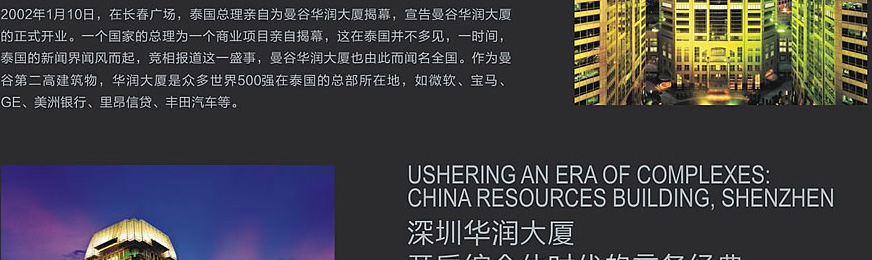 2002年1月10日，在长春广场，泰国总理亲自为曼谷华润大厦揭幕，宣告曼谷华润大厦
的正式开业。一个国家的总理为一个商业项目亲自揭幕，这在泰国并不多见，一时间，
泰国的新闻界闻风而起，竞相报道这一盛事，曼谷华润大厦也由此而闻名全国。作为曼
谷第二高建筑物，华润大厦是众多世界500强在泰国的总部所在地，如微软、宝马、
GE、美洲银行、里昂信贷、丰田汽车等。
USHERING AN ERA OF COMPLEXES:
CHINA RESOURCES BUILDING, SHENZHEN
深圳华润大厦